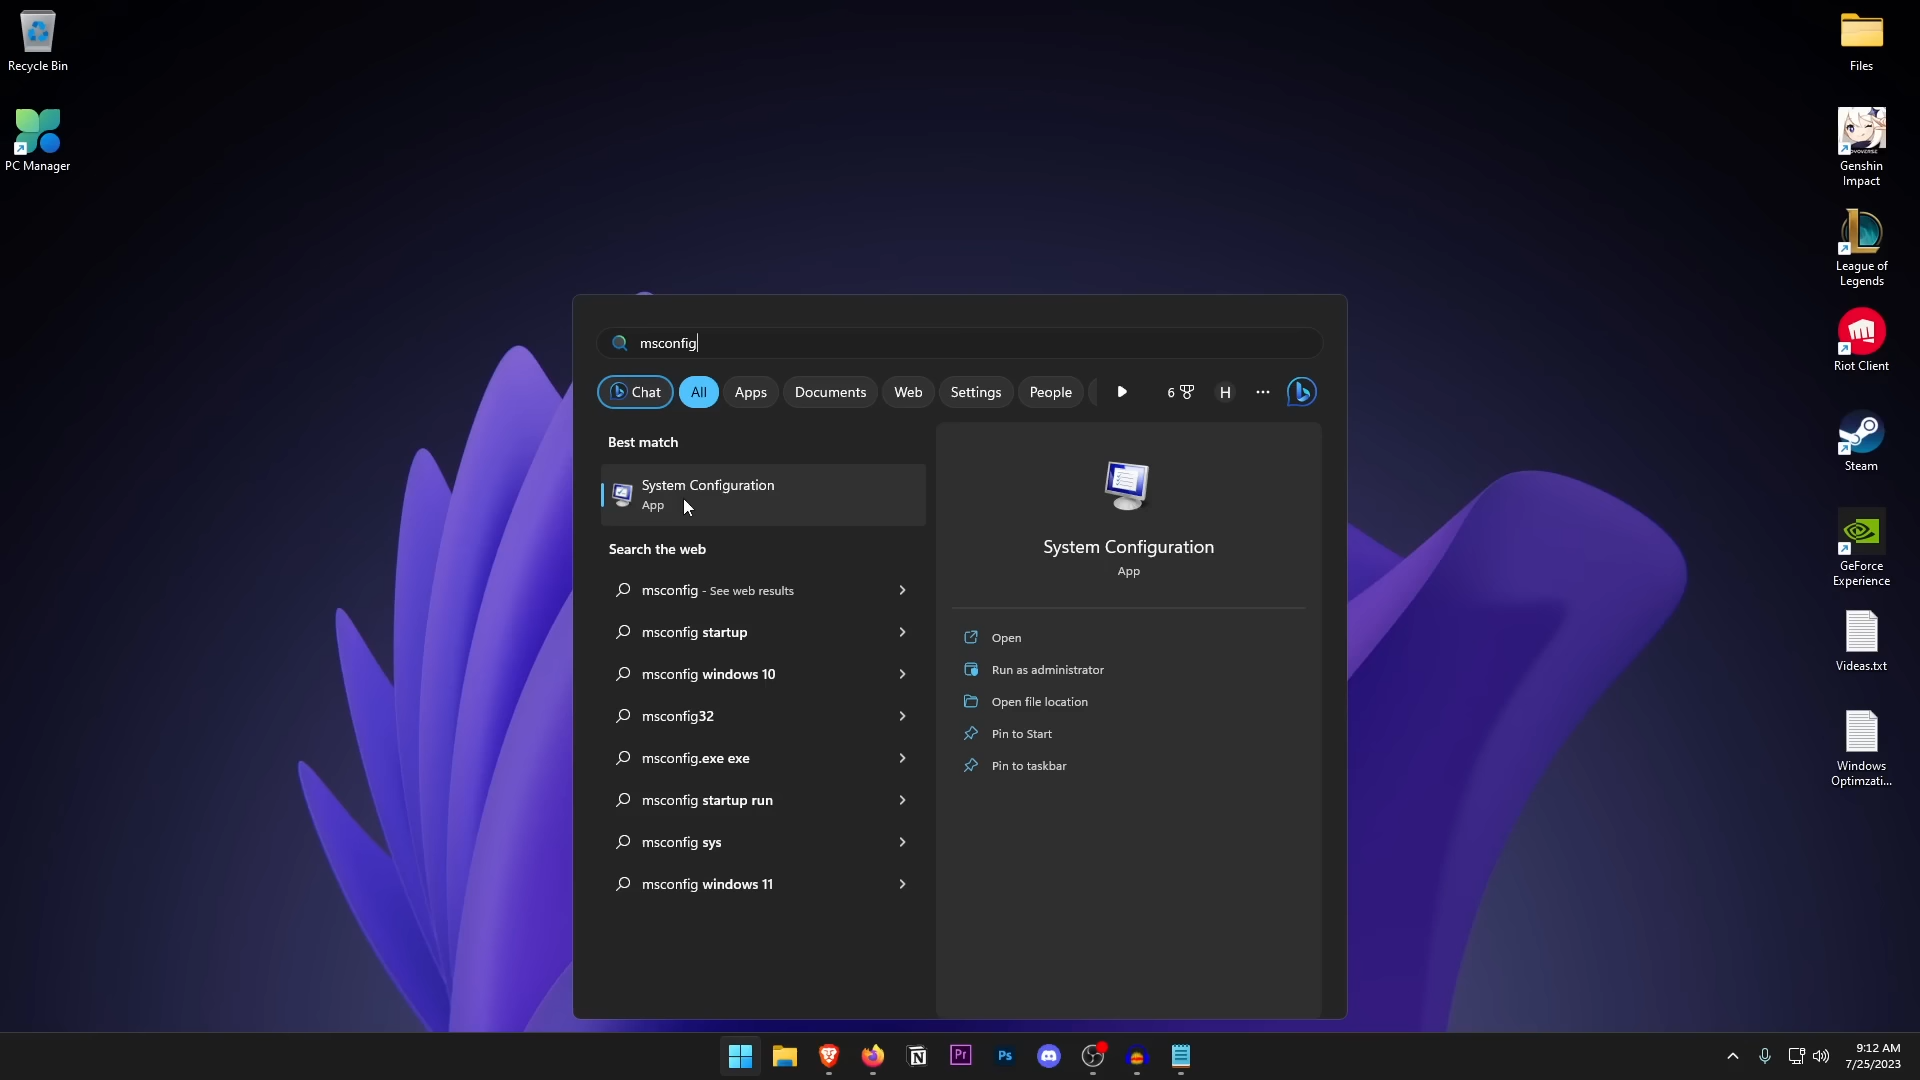 Recycle Bin
PC Manager
Files
Genshin
Impact
League of
Legends
Riot Client
Steam
GeForce
Experience
Videas.txt
Windows
Optimzati...
msconfig
Chat
All
Apps
Documents
Web
Settings
People
6
H
Best match
System Configuration
App
Search the web
msconfig - See web results
msconfig startup
msconfig windows 10
msconfig32
msconfig.exe exe
msconfig startup run
msconfig sys
msconfig windows 11
System Configuration
App
Open
Run as administrator
Open file location
Pin to Start
Pin to taskbar
Pr
Ps
9:12 AM
7/25/2023